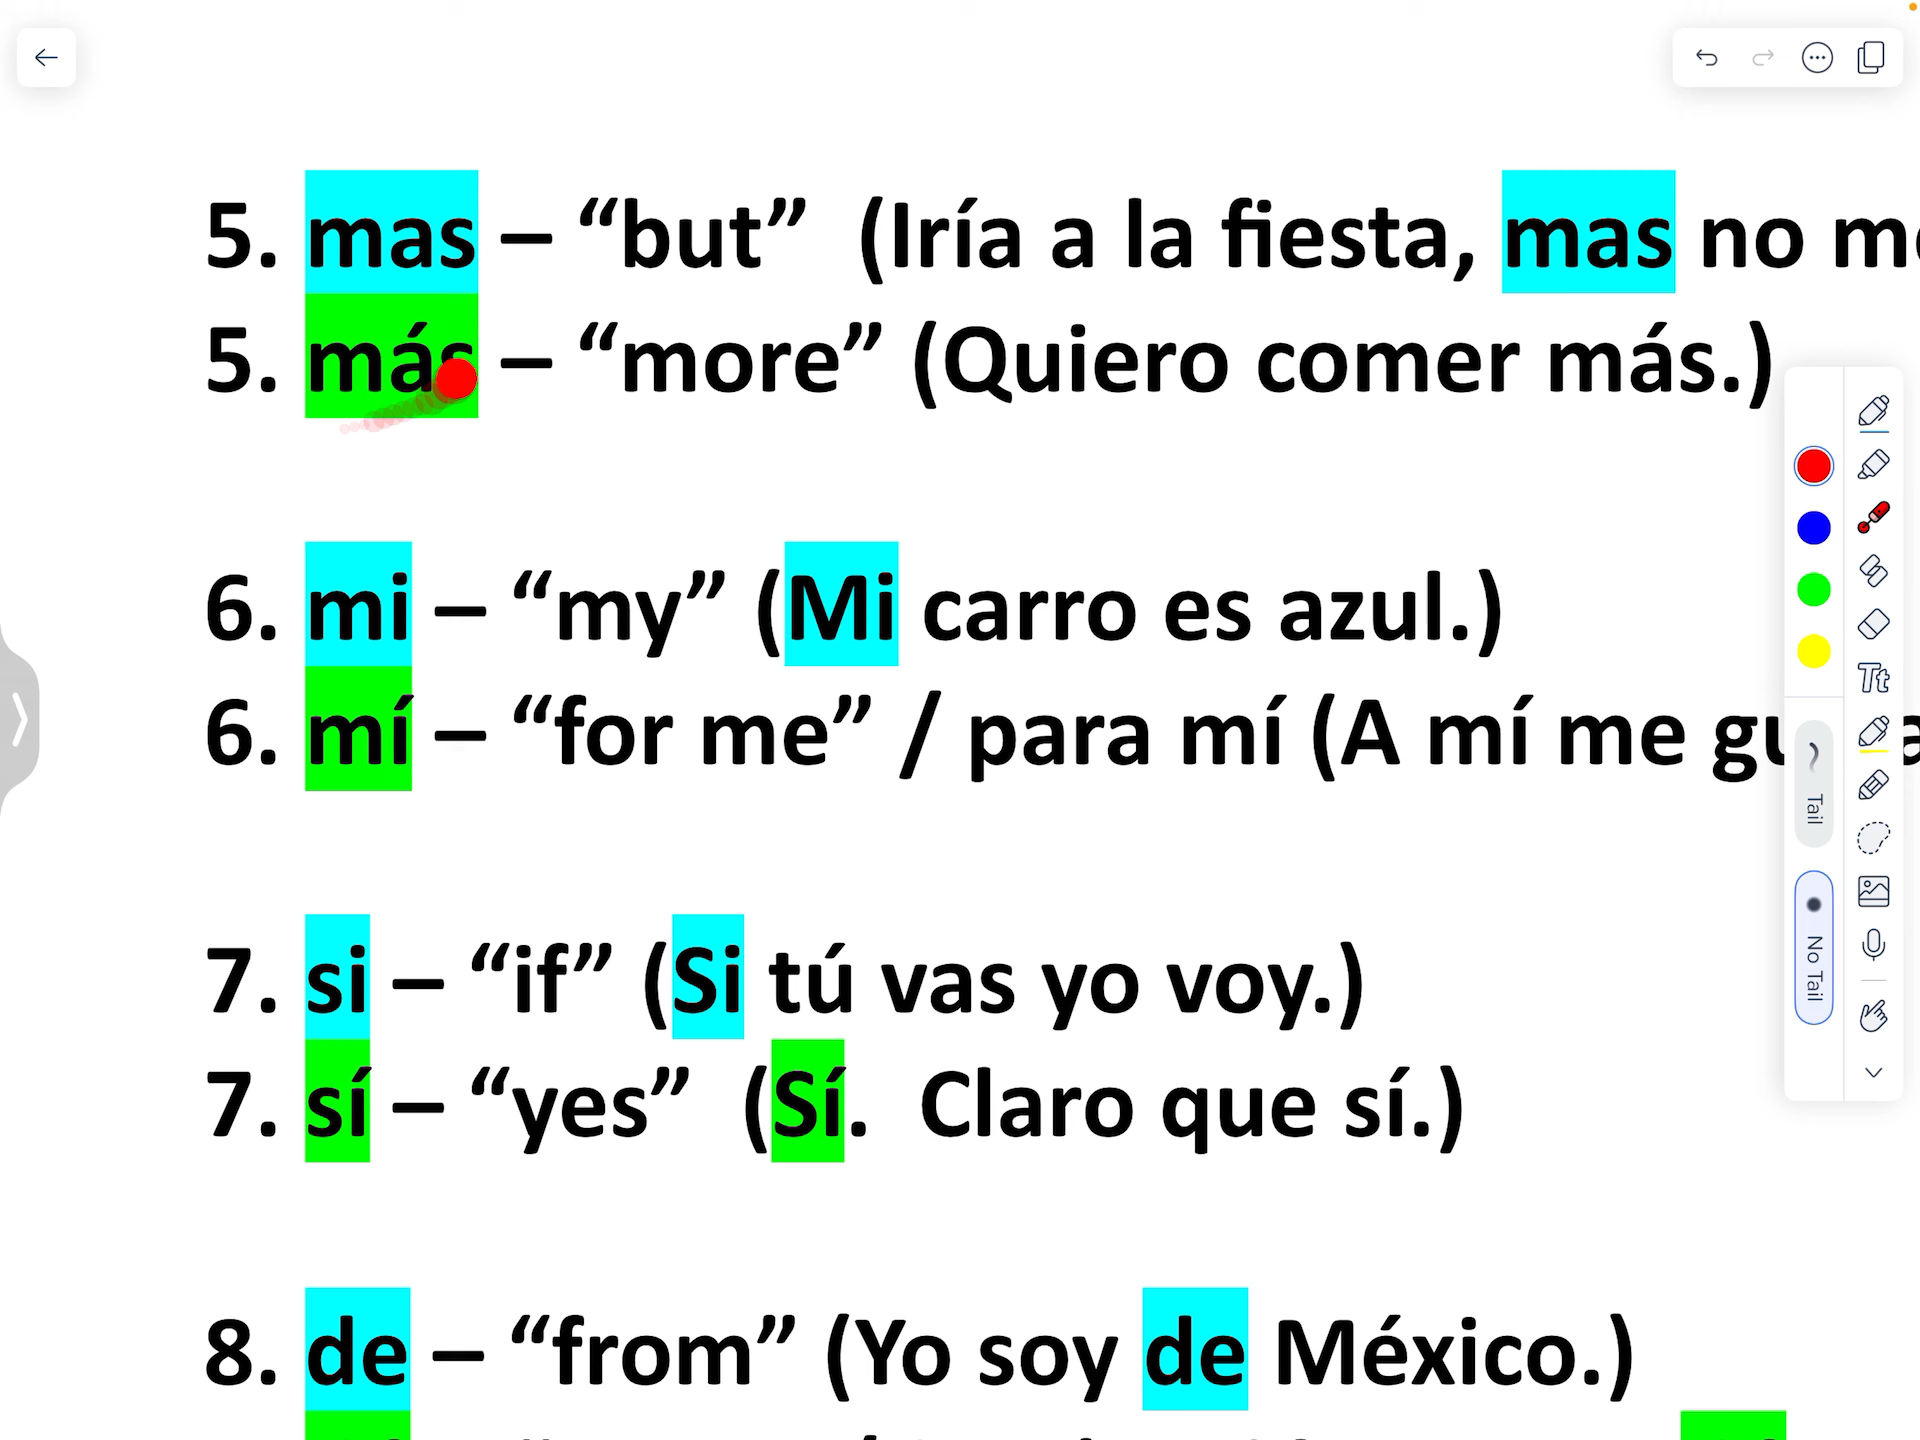 5. mas – “but” (Iría a la fiesta, mas no
5. más – “more” (Quiero comer más.)
6. mi – “my” (Mi carro es azul.)
6. mí – “for me” / para mí (A mí me
7. si – “if” (Si tú vas yo voy.)
7. sí – “yes” (Sí. Claro que sí.)
8. de – “from” (Yo soy de México.)
Tt
Tail
No Tail